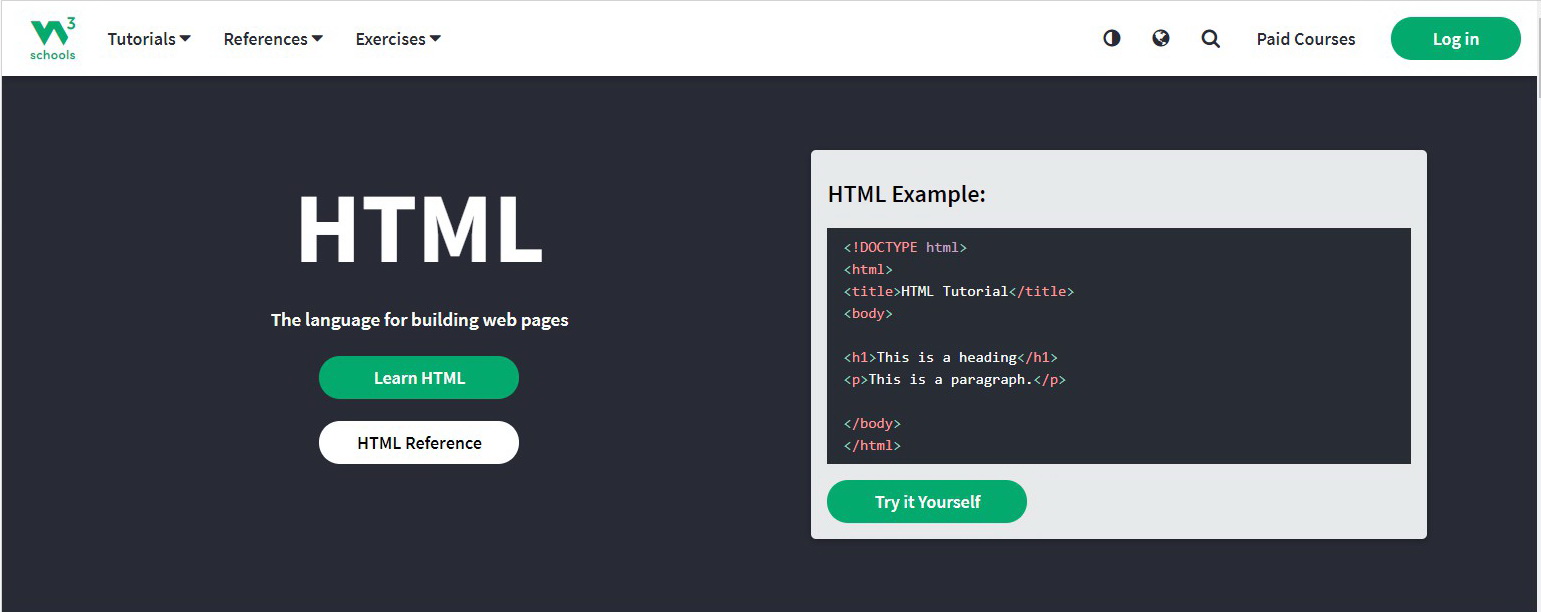 W3
schools
Tutorials
References
Exercises
Paid Courses
Log in
HTML
The language for building web pages
Learn HTML
HTML Reference
HTML Example:
<!DOCTYPE html>
<html>
<title>HTML Tutorial</title>
<body>
<h1>This is a heading</h1>
<p>This is a paragraph.</p>
</body>
</html>
Try it Yourself